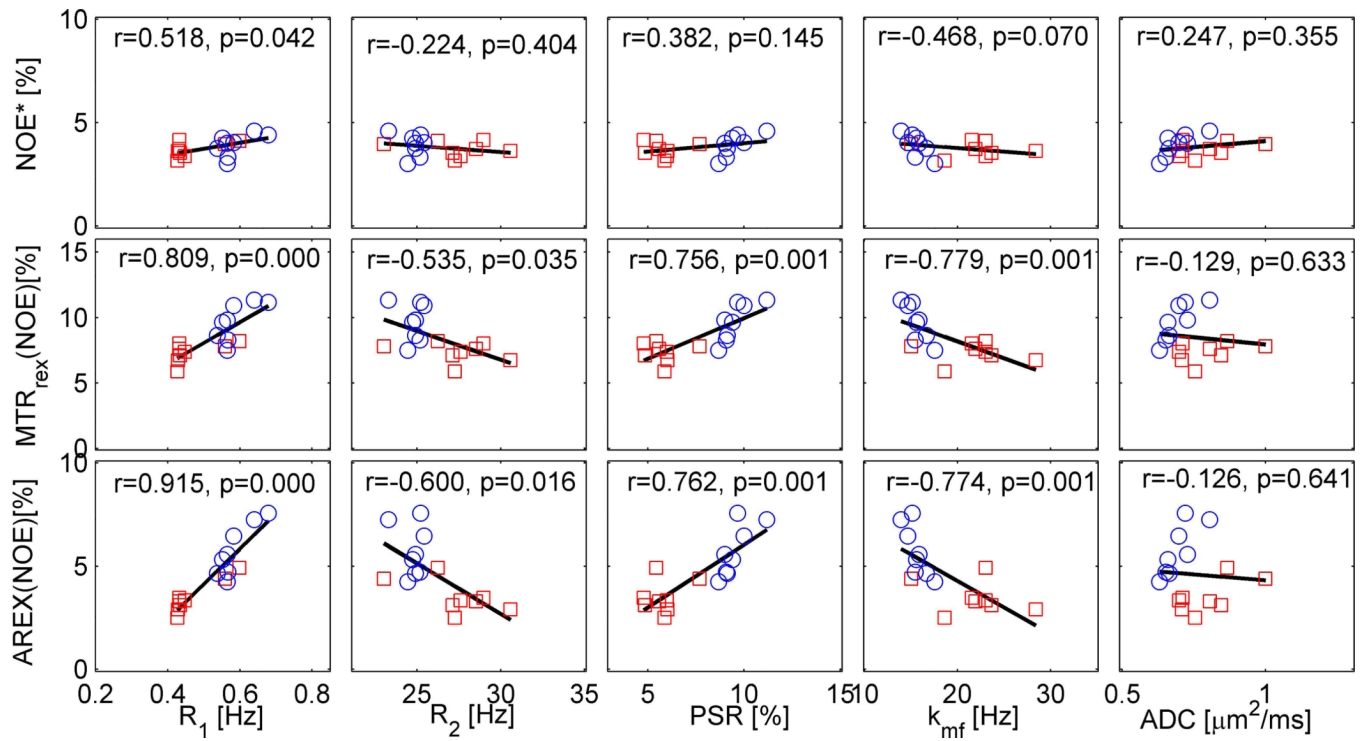 10
r=0.518, p=0.042
r=-0.224, p=0.404
r=0.382, p=0.145
r=-0.468, p=0.070
r=0.247, p=0.355
NOE* [%]
5
0
15
r=0.809, p=0.000
r=-0.535, p=0.035
r=0.756, p=0.001
r=-0.779, p=0.001
r=-0.129, p=0.633
MTR_rex(NOE)[%]
10
5
0
10
r=0.915, p=0.000
r=-0.600, p=0.016
r=0.762, p=0.001
r=-0.774, p=0.001
r=-0.126, p=0.641
AREX(NOE)[%]
5
0
0.2 0.4 0.6 0.8
25 30 35
5 10 15
10 20 30
0.5 1
R_1 [Hz]
R_2 [Hz]
PSR [%]
k_mf [Hz]
ADC [μm^2/ms]